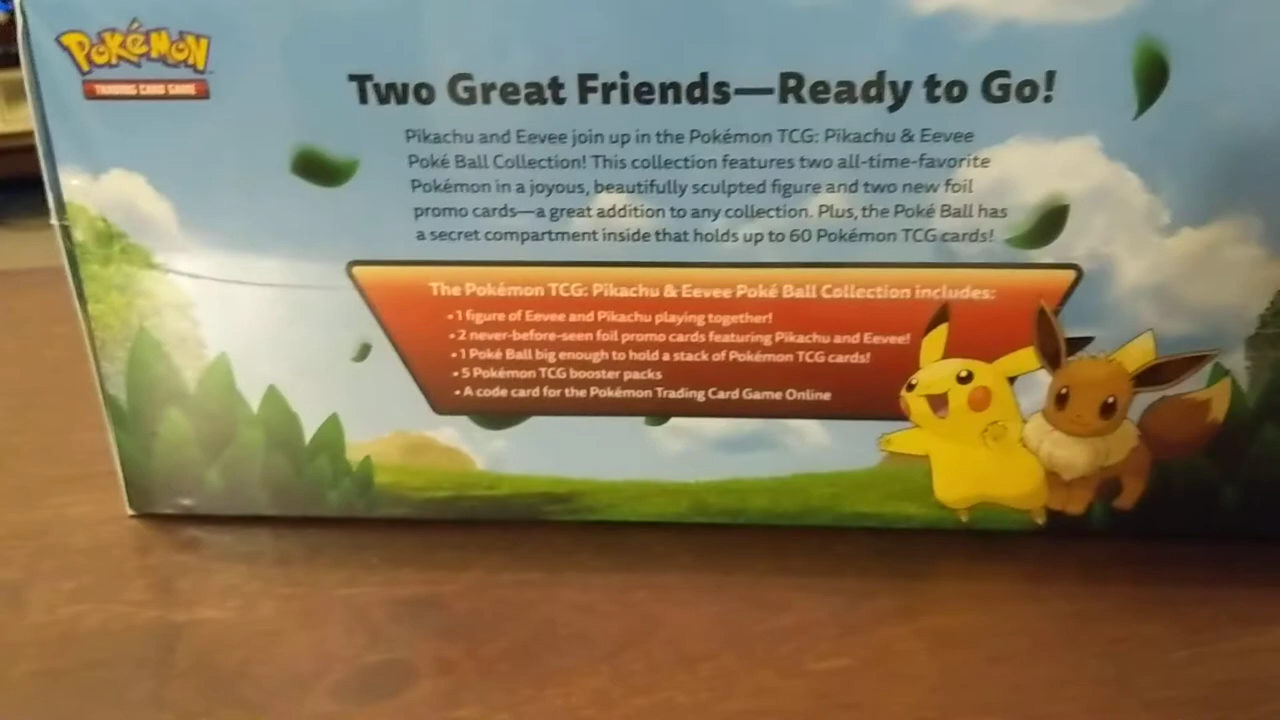 POKéMON
TRADING CARD GAME
Two Great Friends—Ready to Go!
Pikachu and Eevee join up in the Pokémon TCG: Pikachu & Eevee
Poké Ball Collection! This collection features two all-time-favorite
Pokémon in a joyous, beautifully sculpted figure and two new foil
promo cards—a great addition to any collection. Plus, the Poké Ball has
a secret compartment inside that holds up to 60 Pokémon TCG cards!
The Pokémon TCG: Pikachu & Eevee Poké Ball Collection includes:
• 1 figure of Eevee and Pikachu playing together!
• 2 never-before-seen foil promo cards featuring Pikachu and Eevee!
• 1 Poké Ball big enough to hold a stack of Pokémon TCG cards!
• 5 Pokémon TCG booster packs
• A code card for the Pokémon Trading Card Game Online